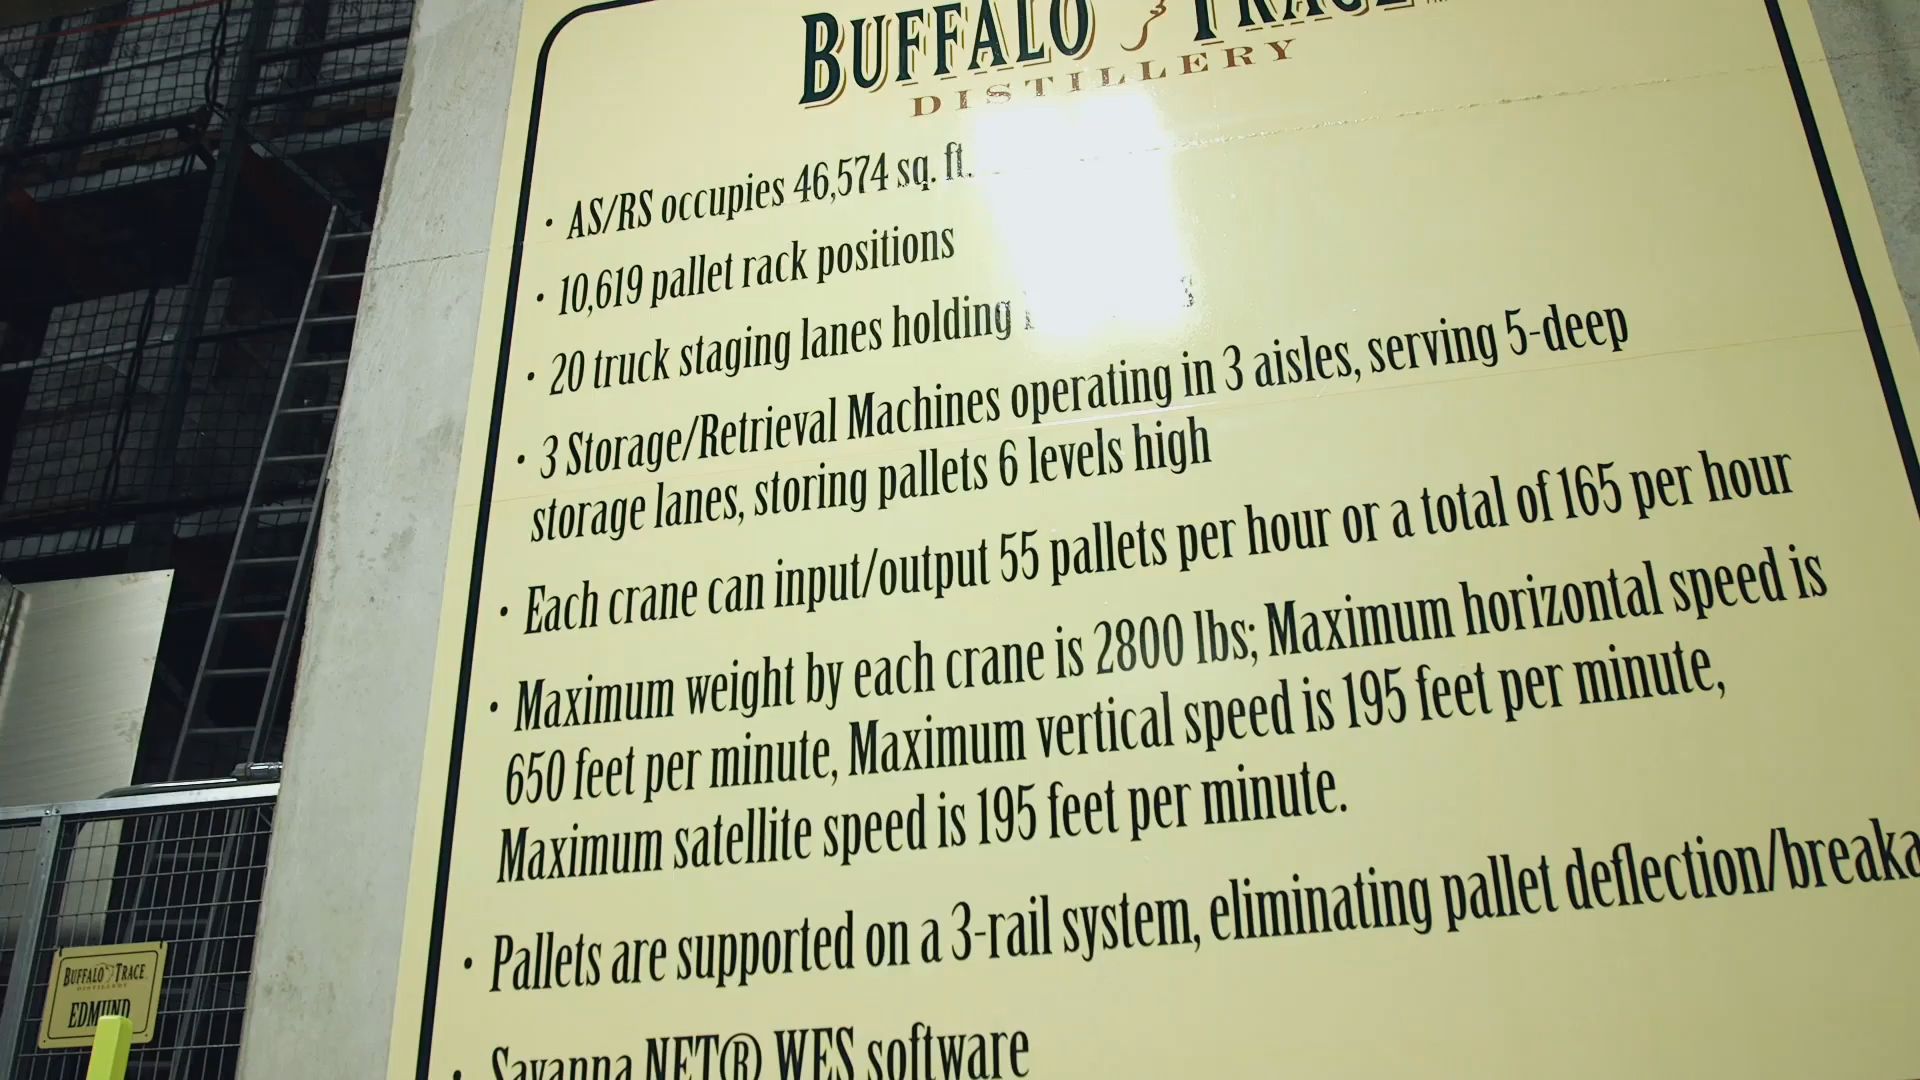 BUFFALO TRACE
DISTILLERY
• AS/RS occupies 46,574 sq. ft.
• 10,619 pallet rack positions
• 20 truck staging lanes holding
• 3 Storage/Retrieval Machines operating in 3 aisles, serving 5-deep
storage lanes, storing pallets 6 levels high
• Each crane can input/output 55 pallets per hour or a total of 165 per hour
• Maximum weight by each crane is 2800 lbs; Maximum horizontal speed is
650 feet per minute, Maximum vertical speed is 195 feet per minute,
Maximum satellite speed is 195 feet per minute.
• Pallets are supported on a 3-rail system, eliminating pallet deflection/breaka
• Savanna NET® WES software
BUFFALO TRACE
DISTILLERY
EDMUND